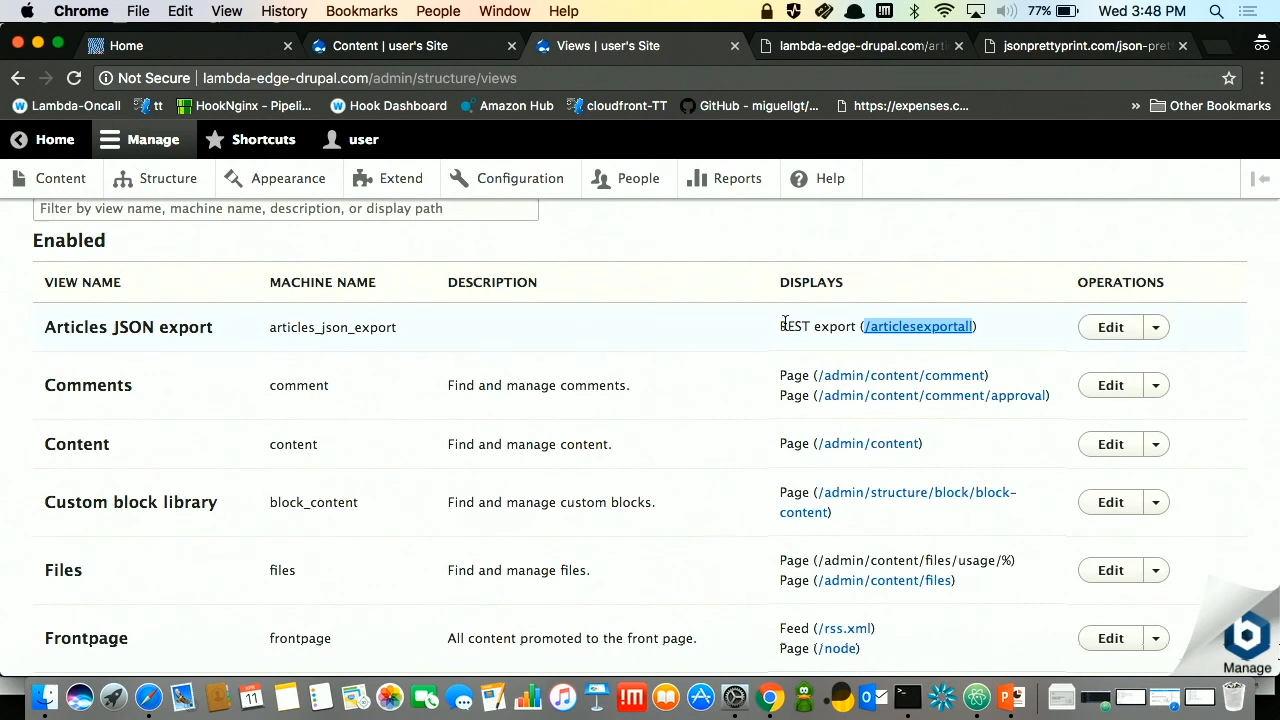 Chrome File Edit View History Bookmarks People Window Help 77% Wed 3:48 PM
Home Content | user's Site Views | user's Site lambda-edge-drupal.com/arti jsonprettyprint.com/json-pret
Not Secure lambda-edge-drupal.com/admin/structure/views
Lambda-Oncall tt HookNginx - Pipeli... Hook Dashboard Amazon Hub cloudfront-TT GitHub - miguellgt/... https://expenses.c... » Other Bookmarks
Home Manage Shortcuts user
Content Structure Appearance Extend Configuration People Reports Help
Filter by view name, machine name, description, or display path
Enabled
VIEW NAME MACHINE NAME DESCRIPTION DISPLAYS OPERATIONS
Articles JSON export articles_json_export REST export (/articlesexportall) Edit
Comments comment Find and manage comments. Page (/admin/content/comment) Edit
Page (/admin/content/comment/approval)
Content content Find and manage content. Page (/admin/content) Edit
Custom block library block_content Find and manage custom blocks. Page (/admin/structure/block/block-
content) Edit
Files files Find and manage files. Page (/admin/content/files/usage/%) Edit
Page (/admin/content/files)
Frontpage frontpage All content promoted to the front page. Feed (/rss.xml) Edit
Page (/node)
Manage